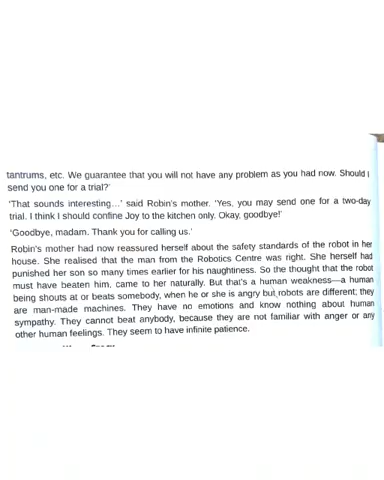 tantrums, etc. We guarantee that you will not have any problem as you had now. Should I
send you one for a trial?'
'That sounds interesting...' said Robin's mother. 'Yes, you may send one for a two-day
trial. I think I should confine Joy to the kitchen only. Okay, goodbye!'
'Goodbye, madam. Thank you for calling us.'
Robin's mother had now reassured herself about the safety standards of the robot in her
house. She realised that the man from the Robotics Centre was right. She herself had
punished her son so many times earlier for his naughtiness. So the thought that the robot
must have beaten him, came to her naturally. But that's a human weakness—a human
being shouts at or beats somebody, when he or she is angry but robots are different; they
are man-made machines. They have no emotions and know nothing about human
sympathy. They cannot beat anybody, because they are not familiar with anger or any
other human feelings. They seem to have infinite patience.